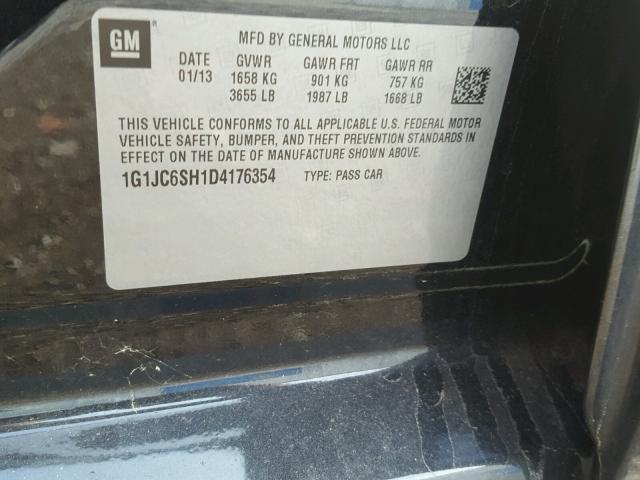 GM ®
MFD BY GENERAL MOTORS LLC
DATE GVWR GAWR FRT GAWR RR
01/13 1658 KG 901 KG 757 KG
3655 LB 1987 LB 1668 LB
THIS VEHICLE CONFORMS TO ALL APPLICABLE U.S. FEDERAL MOTOR
VEHICLE SAFETY, BUMPER, AND THEFT PREVENTION STANDARDS IN
EFFECT ON THE DATE OF MANUFACTURE SHOWN ABOVE.
1G1JC6SH1D4176354 TYPE: PASS CAR